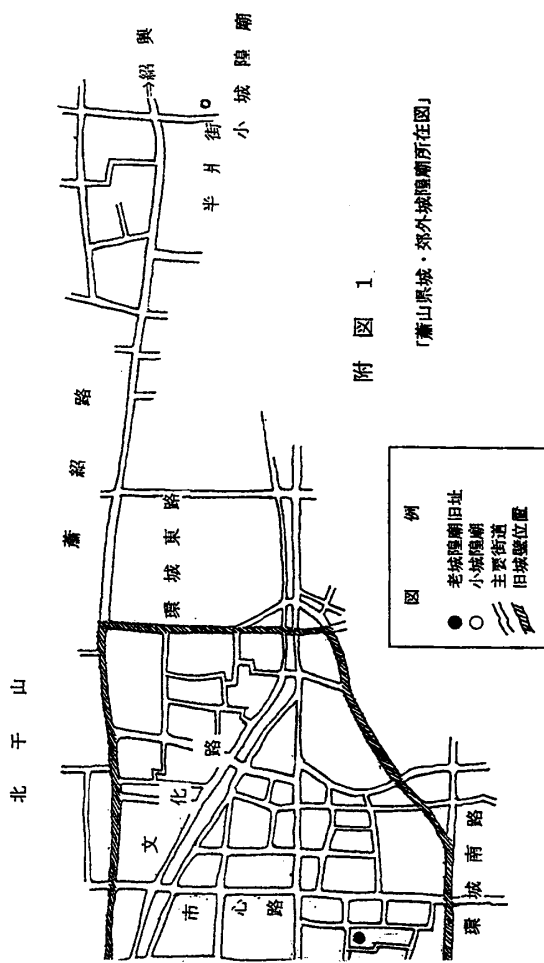 附図 1
「蕭山県城・郊外城隍廟所在図」
北干山
蕭紹路
⇒紹興
半爿街
小城隍廟
環城東路
文化路
市心路
環城南路
図例
● 老城隍廟旧址
○ 小城隍廟
主要街道
旧城壁位置